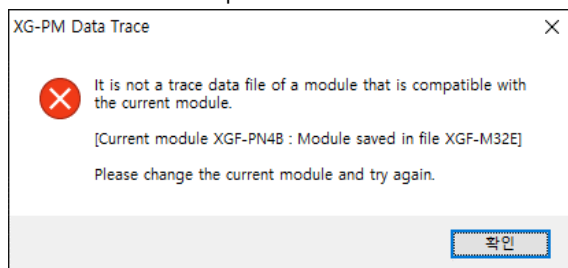 XG-PM Data Trace
It is not a trace data file of a module that is compatible with
the current module.
[Current module XGF-PN4B : Module saved in file XGF-M32E]
Please change the current module and try again.
확인